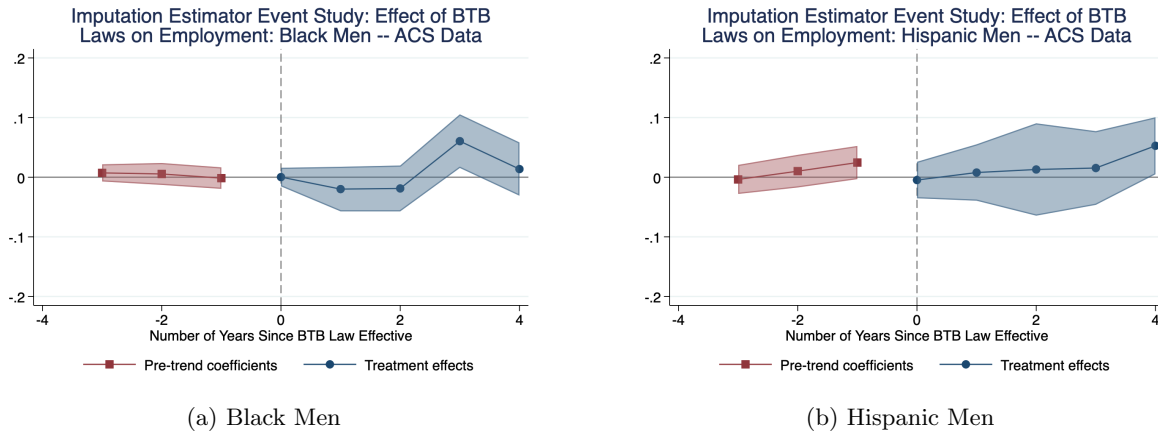 Imputation Estimator Event Study: Effect of BTB
Laws on Employment: Black Men -- ACS Data
.2
.1
0
-.1
-.2
-4
-2
0
2
4
Number of Years Since BTB Law Effective
Pre-trend coefficients
Treatment effects
(a) Black Men
Imputation Estimator Event Study: Effect of BTB
Laws on Employment: Hispanic Men -- ACS Data
.2
.1
0
-.1
-.2
-4
-2
0
2
4
Number of Years Since BTB Law Effective
Pre-trend coefficients
Treatment effects
(b) Hispanic Men